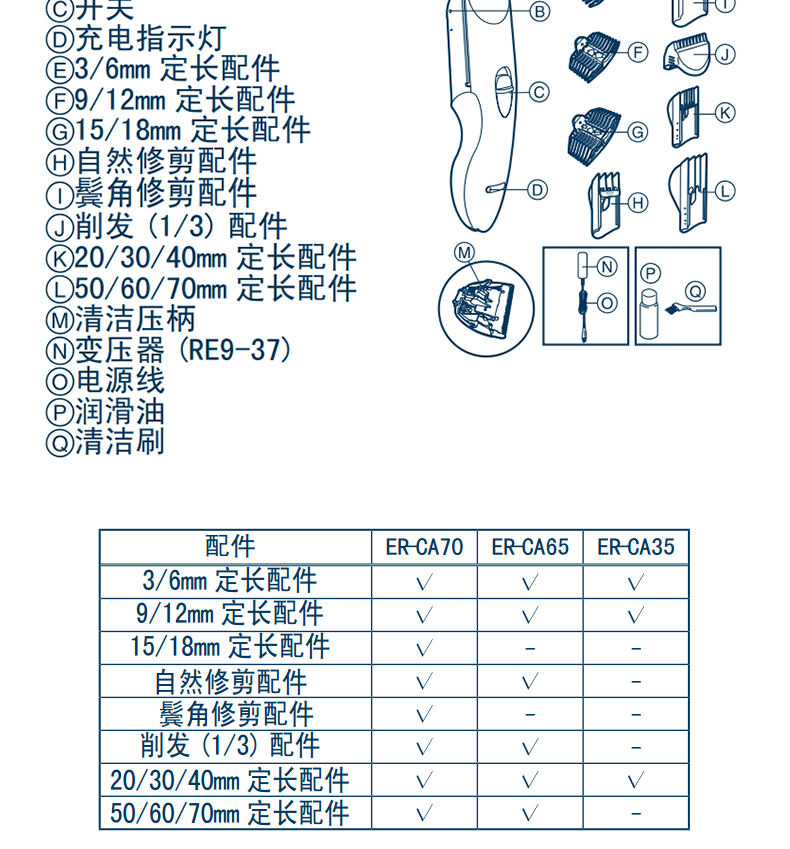 Ⓒ开关
Ⓓ充电指示灯
Ⓔ3/6mm 定长配件
Ⓕ9/12mm 定长配件
Ⓖ15/18mm 定长配件
Ⓗ自然修剪配件
Ⓘ鬓角修剪配件
Ⓙ削发 (1/3) 配件
Ⓚ20/30/40mm 定长配件
Ⓛ50/60/70mm 定长配件
Ⓜ清洁压柄
Ⓝ变压器 (RE9-37)
Ⓞ电源线
Ⓟ润滑油
Ⓠ清洁刷
Ⓑ
Ⓒ
Ⓓ
Ⓕ
Ⓖ
Ⓗ
Ⓘ
Ⓙ
Ⓚ
Ⓛ
Ⓜ
Ⓝ
Ⓞ
Ⓟ
Ⓠ
配件 ER-CA70 ER-CA65 ER-CA35
3/6mm 定长配件 √ √ √
9/12mm 定长配件 √ √ √
15/18mm 定长配件 √ - -
自然修剪配件 √ √ -
鬓角修剪配件 √ - -
削发 (1/3) 配件 √ √ -
20/30/40mm 定长配件 √ √ √
50/60/70mm 定长配件 √ √ -